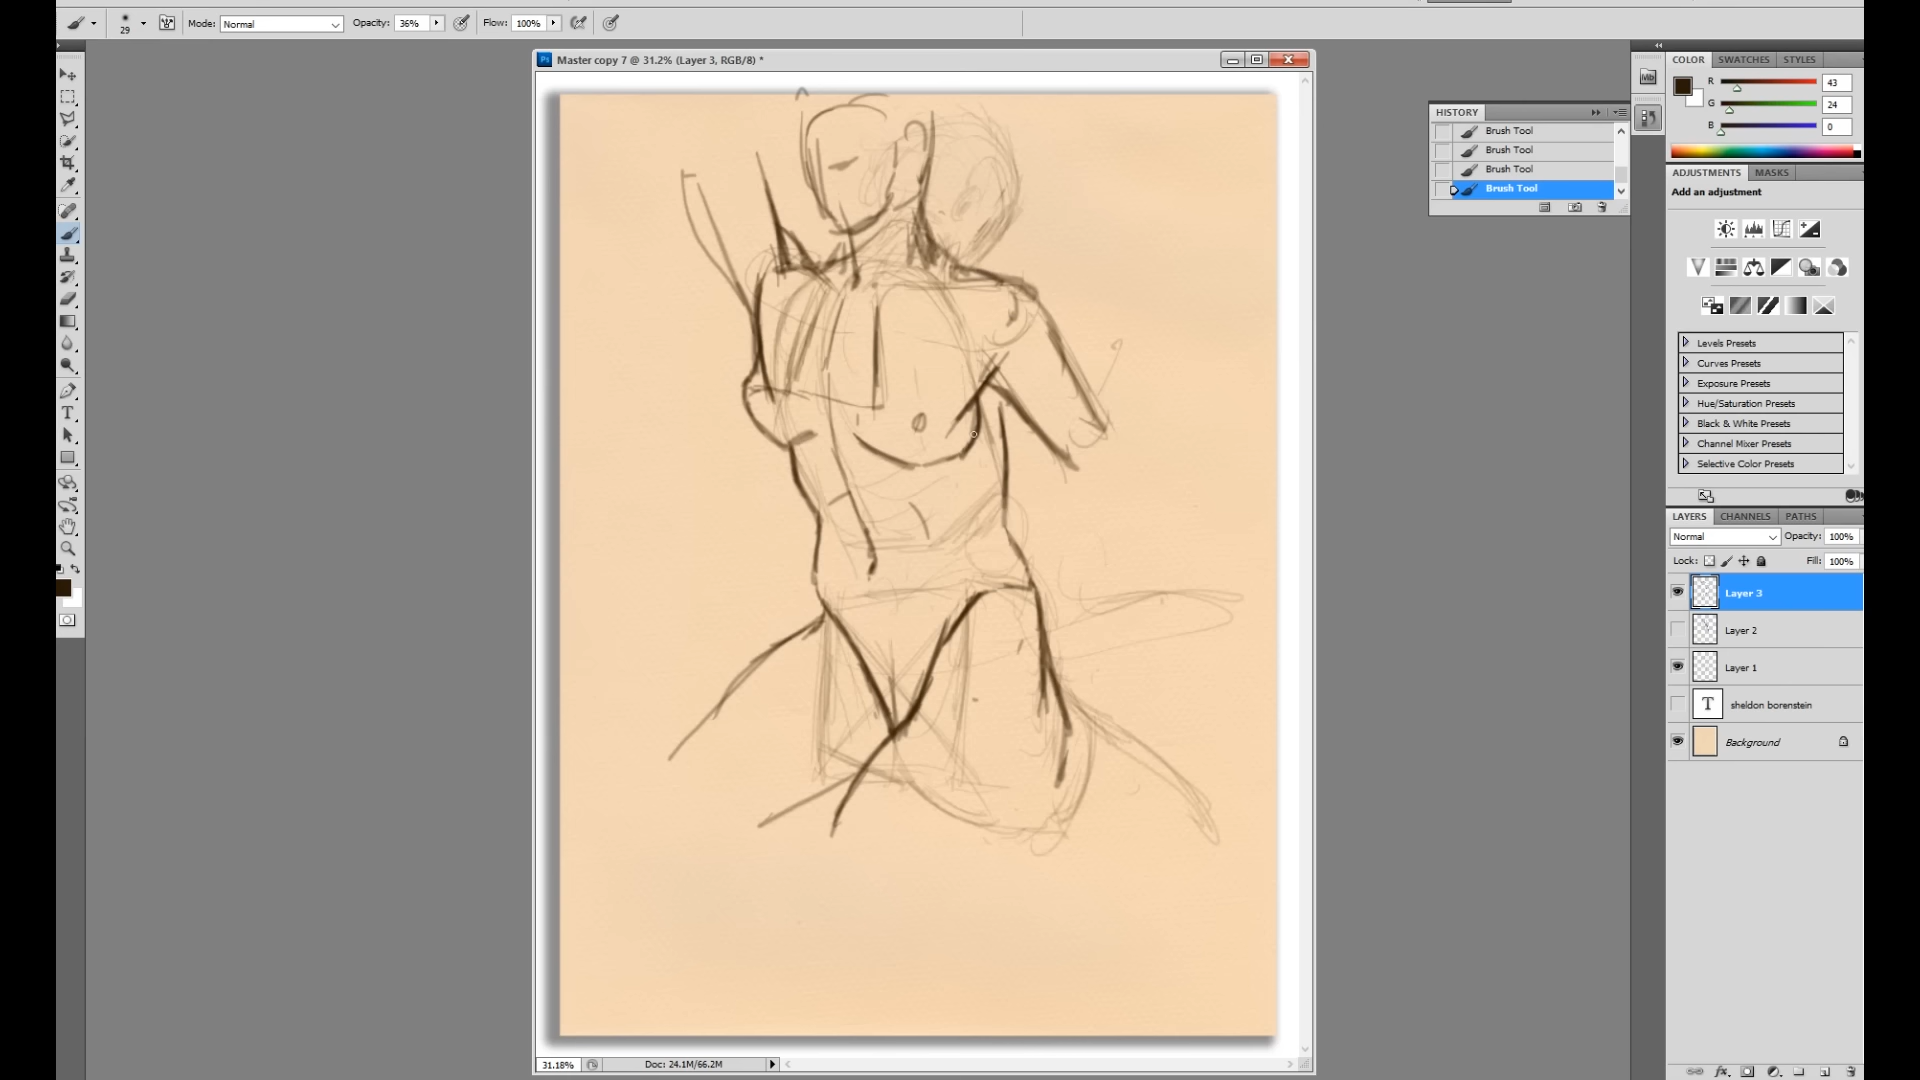 29
Mode: Normal
Opacity: 36%
Flow: 100%
Ps Master copy 7 @ 31.2% (Layer 3, RGB/8) *
HISTORY
Brush Tool
Brush Tool
Brush Tool
Brush Tool
Mb
COLOR SWATCHES STYLES
R 43
G 24
B 0
ADJUSTMENTS MASKS
Add an adjustment
Levels Presets
Curves Presets
Exposure Presets
Hue/Saturation Presets
Black & White Presets
Channel Mixer Presets
Selective Color Presets
LAYERS CHANNELS PATHS
Normal Opacity: 100%
Lock: Fill: 100%
Layer 3
Layer 2
Layer 1
T sheldon borenstein
Background
T
31.18% Doc: 24.1M/66.2M
fx